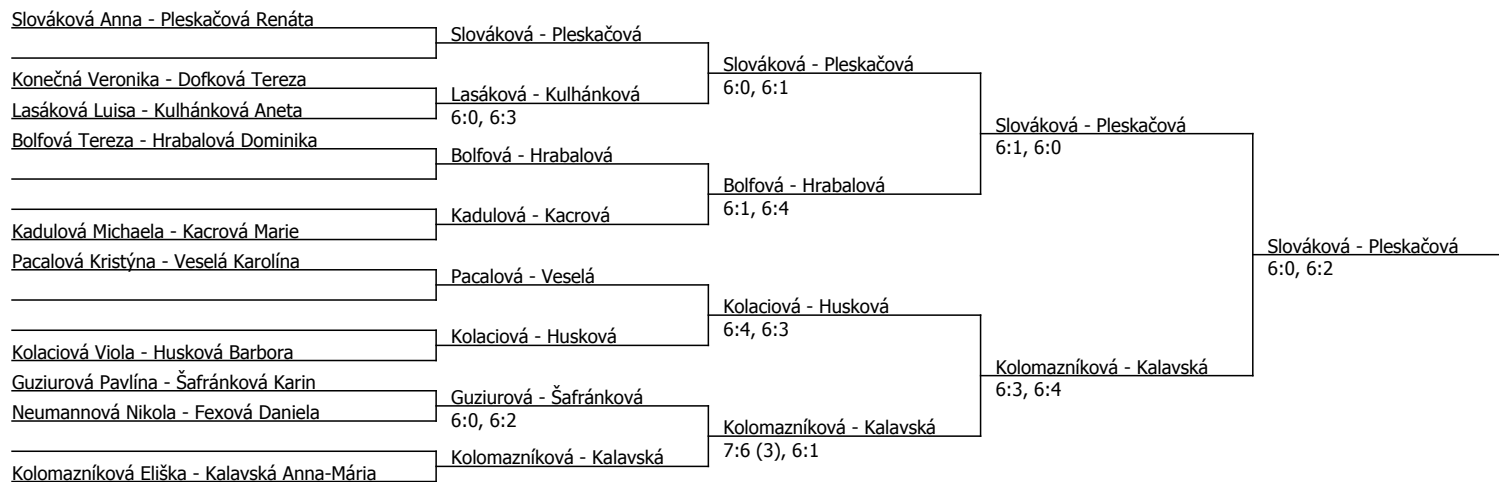 Slováková Anna - Pleskačová Renáta
Konečná Veronika - Dofková Tereza
Lasáková Luisa - Kulhánková Aneta
Bolfová Tereza - Hrabalová Dominika
Kadulová Michaela - Kacrová Marie
Pacalová Kristýna - Veselá Karolína
Kolaciová Viola - Husková Barbora
Guziurová Pavlína - Šafránková Karin
Neumannová Nikola - Fexová Daniela
Kolomazníková Eliška - Kalavská Anna-Mária
Slováková - Pleskačová
Lasáková - Kulhánková
6:0, 6:3
Bolfová - Hrabalová
Kadulová - Kacrová
Pacalová - Veselá
Kolaciová - Husková
Guziurová - Šafránková
6:0, 6:2
Kolomazníková - Kalavská
Slováková - Pleskačová
6:0, 6:1
Bolfová - Hrabalová
6:1, 6:4
Kolaciová - Husková
6:4, 6:3
Kolomazníková - Kalavská
7:6 (3), 6:1
Slováková - Pleskačová
6:1, 6:0
Kolomazníková - Kalavská
6:3, 6:4
Slováková - Pleskačová
6:0, 6:2